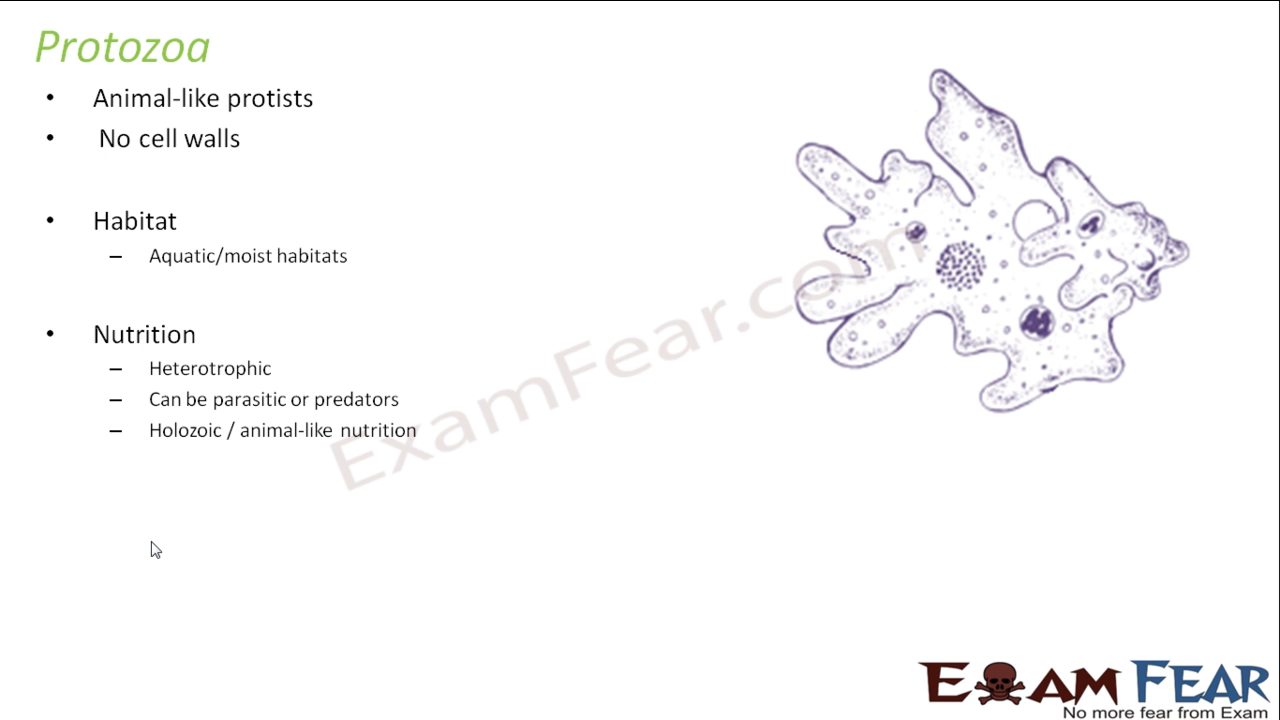 Protozoa
• Animal-like protists
• No cell walls
• Habitat
– Aquatic/moist habitats
• Nutrition
– Heterotrophic
– Can be parasitic or predators
– Holozoic / animal-like nutrition
ExamFear.com
EXAM FEAR
No more fear from Exam